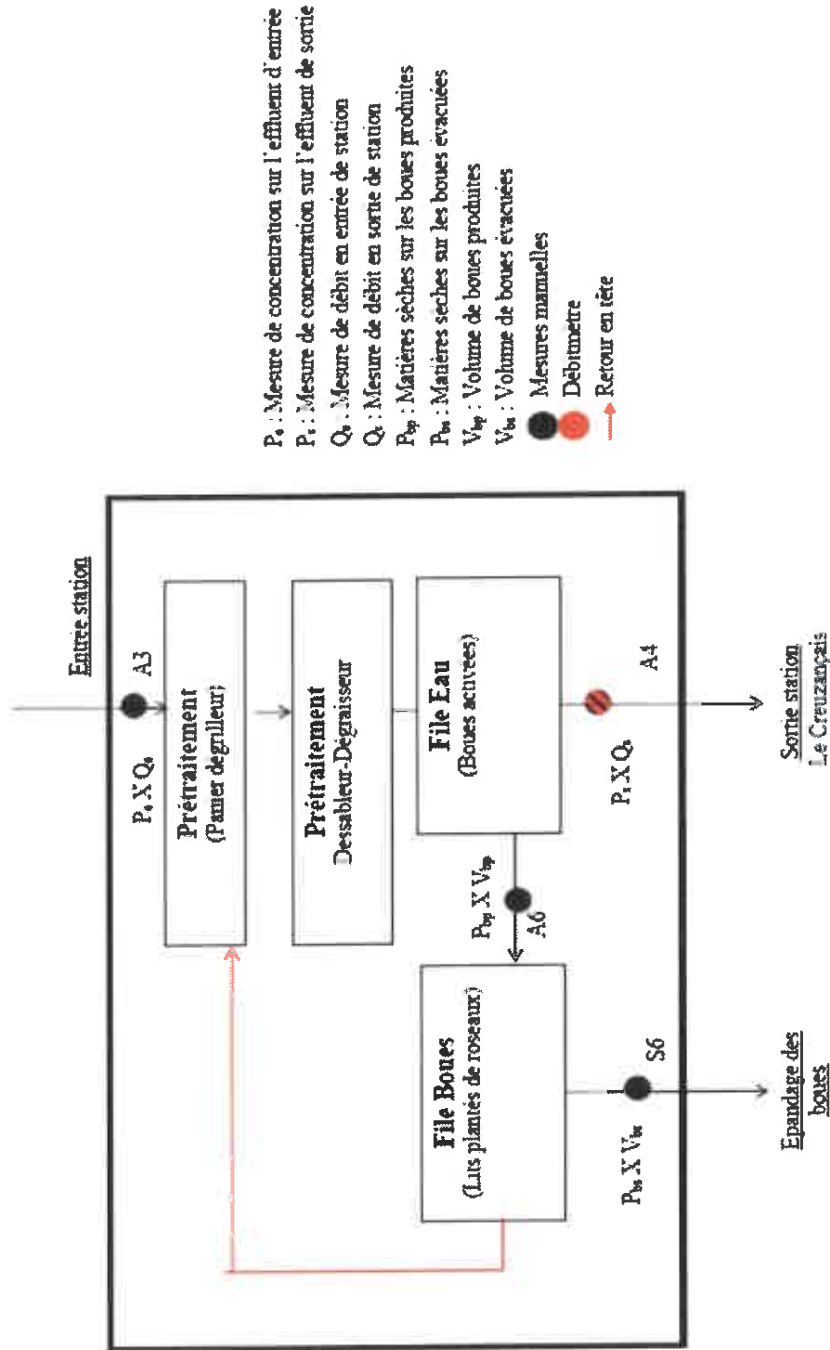 Entrée station
Pe X Qe
A3
Prétraitement
(Panier dégrilleur)
Prétraitement
Dessableur-Dégraisseur
File Eau
(Boues activées)
Pbp X Vbp
A6
File Boues
(Lits plantés de roseaux)
Ps X Qs
A4
Pbs X Vbs
S6
Sortie station
Le Creuzançais
Epandage des
boues
Pe : Mesure de concentration sur l'effluent d'entrée
Ps : Mesure de concentration sur l'effluent de sortie
Qe : Mesure de débit en entrée de station
Qs : Mesure de débit en sortie de station
Pbp : Matières sèches sur les boues produites
Pbs : Matières sèches sur les boues évacuées
Vbp : Volume de boues produites
Vbs : Volume de boues évacuées
Mesures manuelles
Débitmètre
Retour en tête